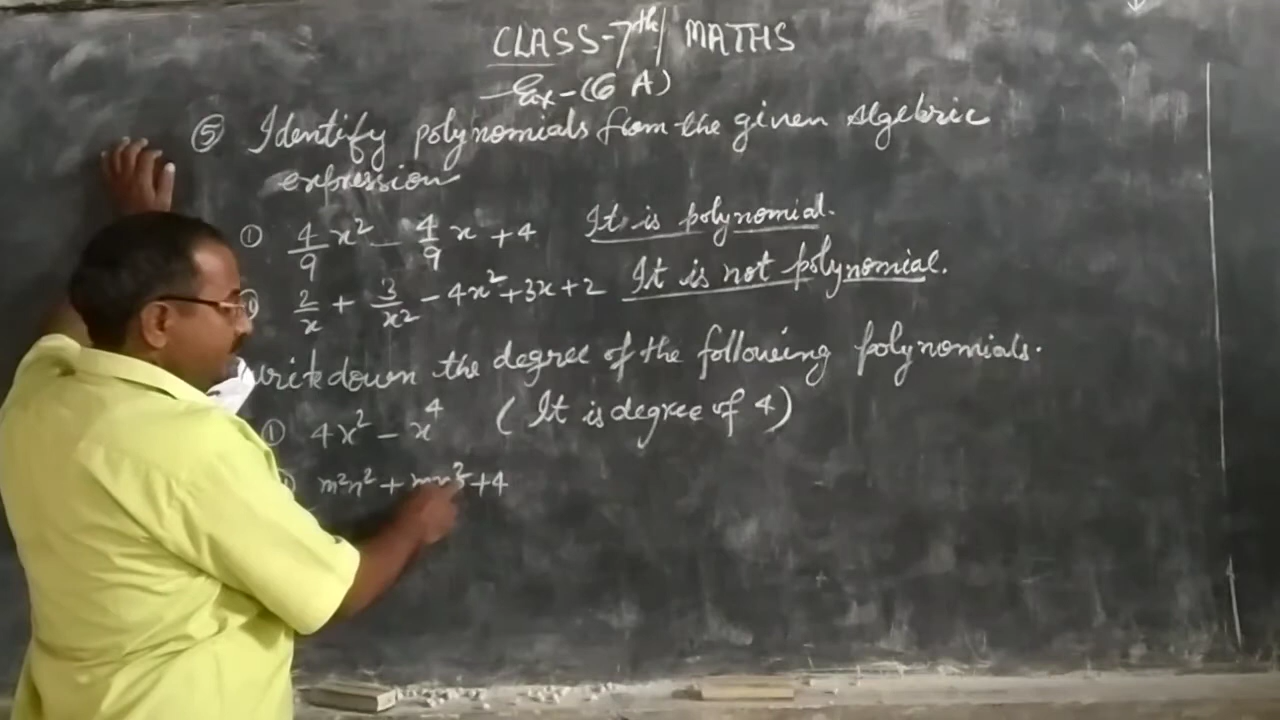 CLASS-7th/ MATHS
Ex-(6 A)
⑤ Identify polynomials from the given Algebric
expression
① 4/9 x² - 4/9 x + 4 It is polynomial.
2/x + 3/x² - 4x² + 3x + 2 It is not polynomial.
write down the degree of the following polynomials.
① 4x² - x⁴ (It is degree of 4)
m²n² + + 4